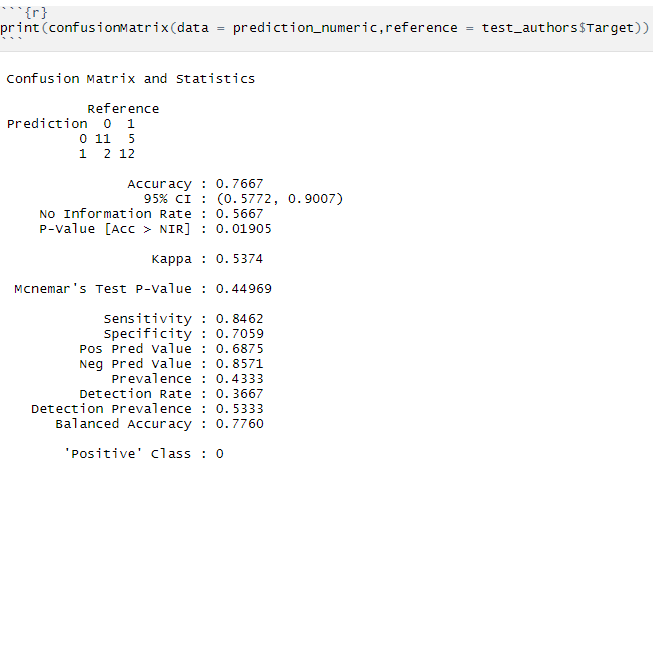 ```{r}
print(confusionMatrix(data = prediction_numeric,reference = test_authors$Target))
```
Confusion Matrix and Statistics
Reference
Prediction 0 1
0 11 5
1 2 12
Accuracy : 0.7667
95% CI : (0.5772, 0.9007)
No Information Rate : 0.5667
P-Value [Acc > NIR] : 0.01905
Kappa : 0.5374
Mcnemar's Test P-Value : 0.44969
Sensitivity : 0.8462
Specificity : 0.7059
Pos Pred Value : 0.6875
Neg Pred Value : 0.8571
Prevalence : 0.4333
Detection Rate : 0.3667
Detection Prevalence : 0.5333
Balanced Accuracy : 0.7760
'Positive' Class : 0